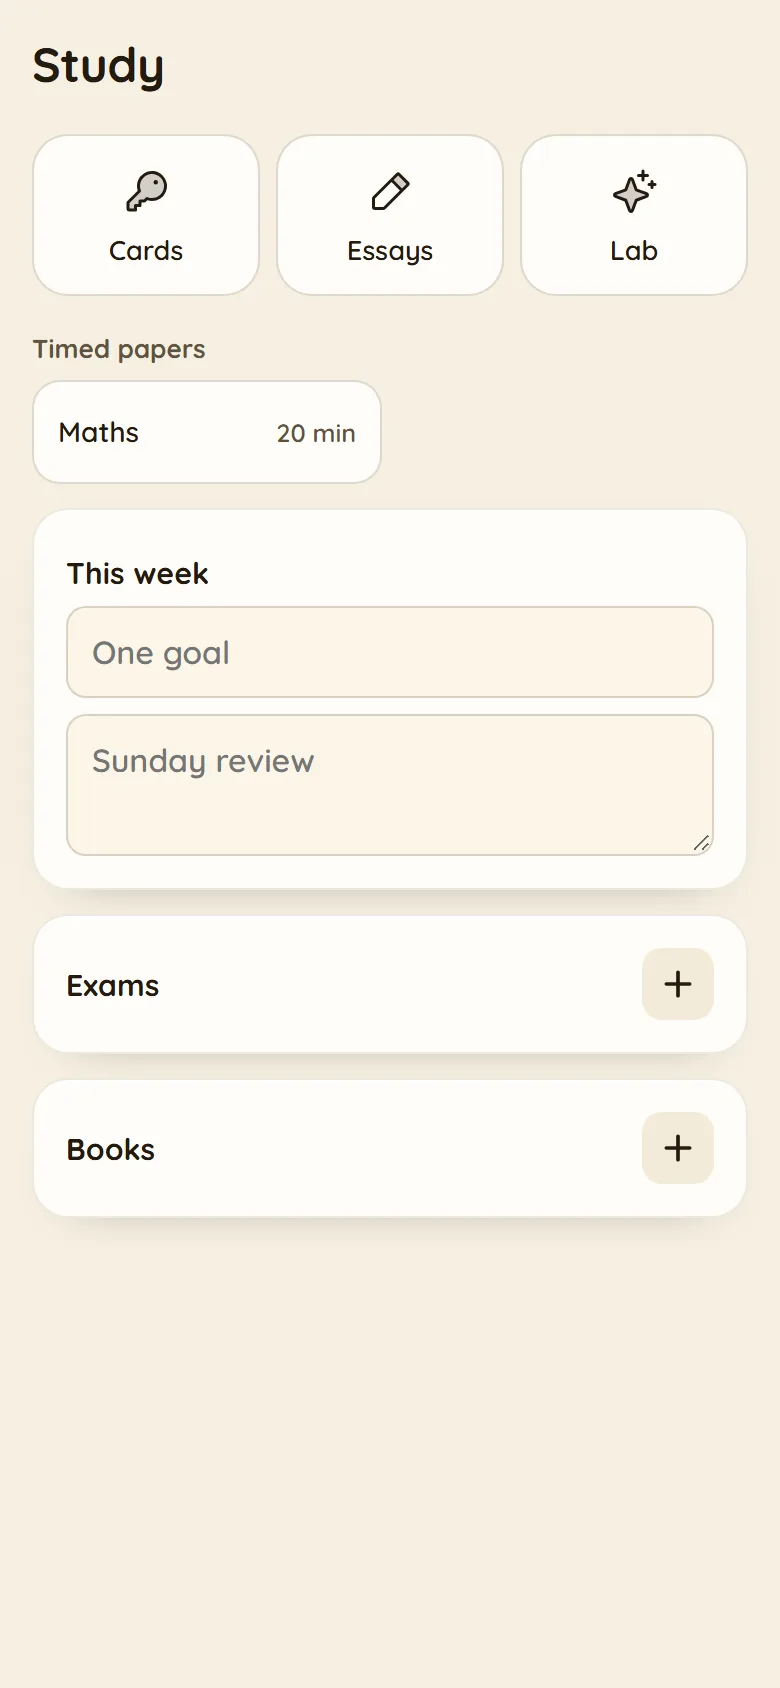 Study
Cards Essays Lab
Timed papers
Maths 20 min
This week
One goal
Sunday review
Exams
Books